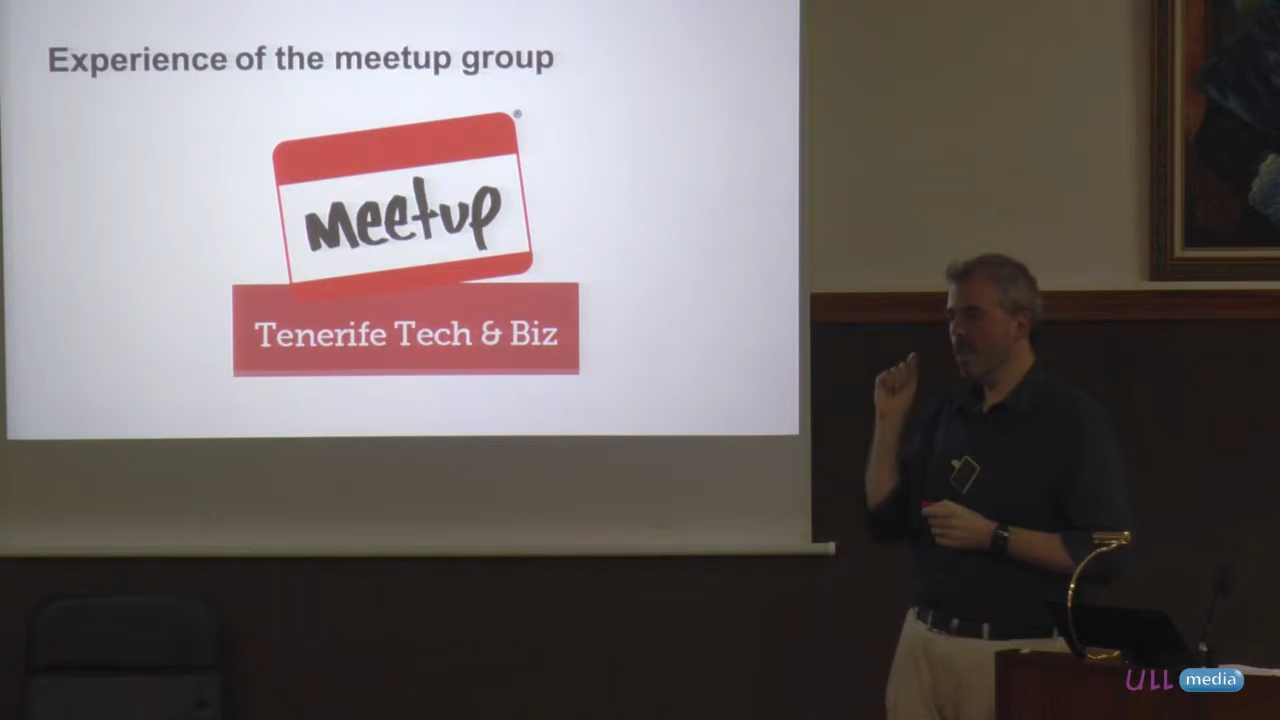 Experience of the meetup group
meetup®
Tenerife Tech & Biz
ULL media